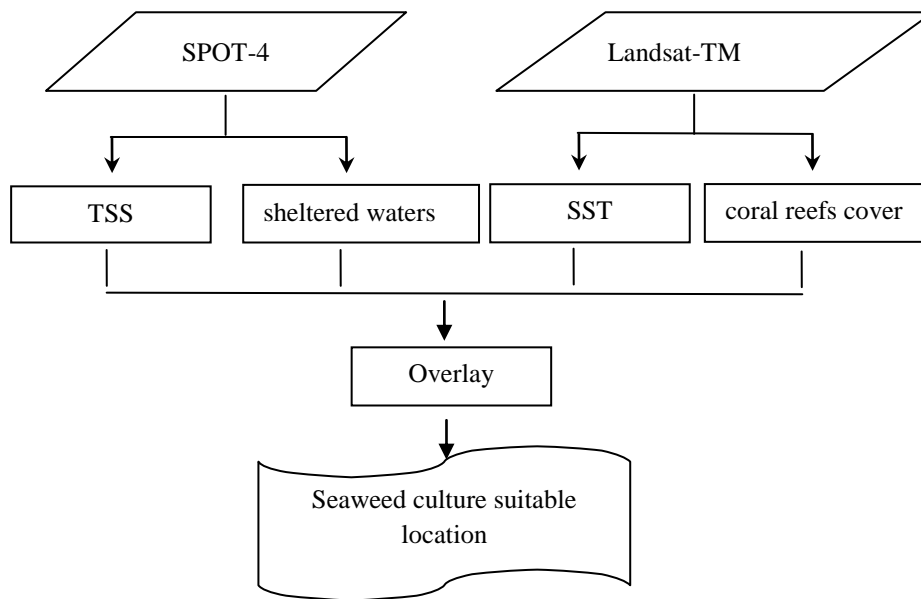 SPOT-4
Landsat-TM
TSS
sheltered waters
SST
coral reefs cover
Overlay
Seaweed culture suitable
location